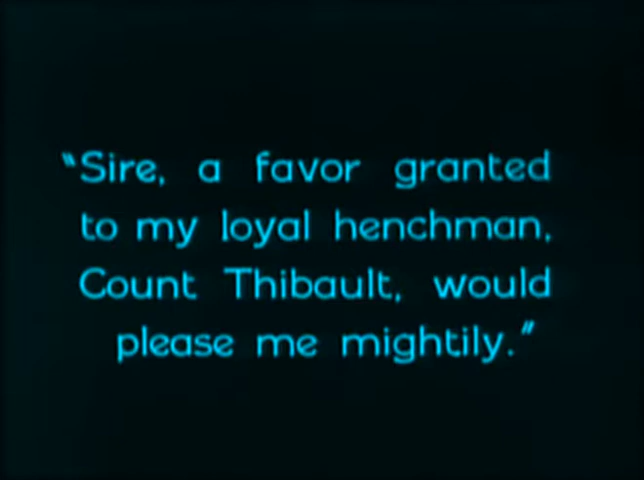 "Sire, a favor granted
to my loyal henchman,
Count Thibault, would
please me mightily."